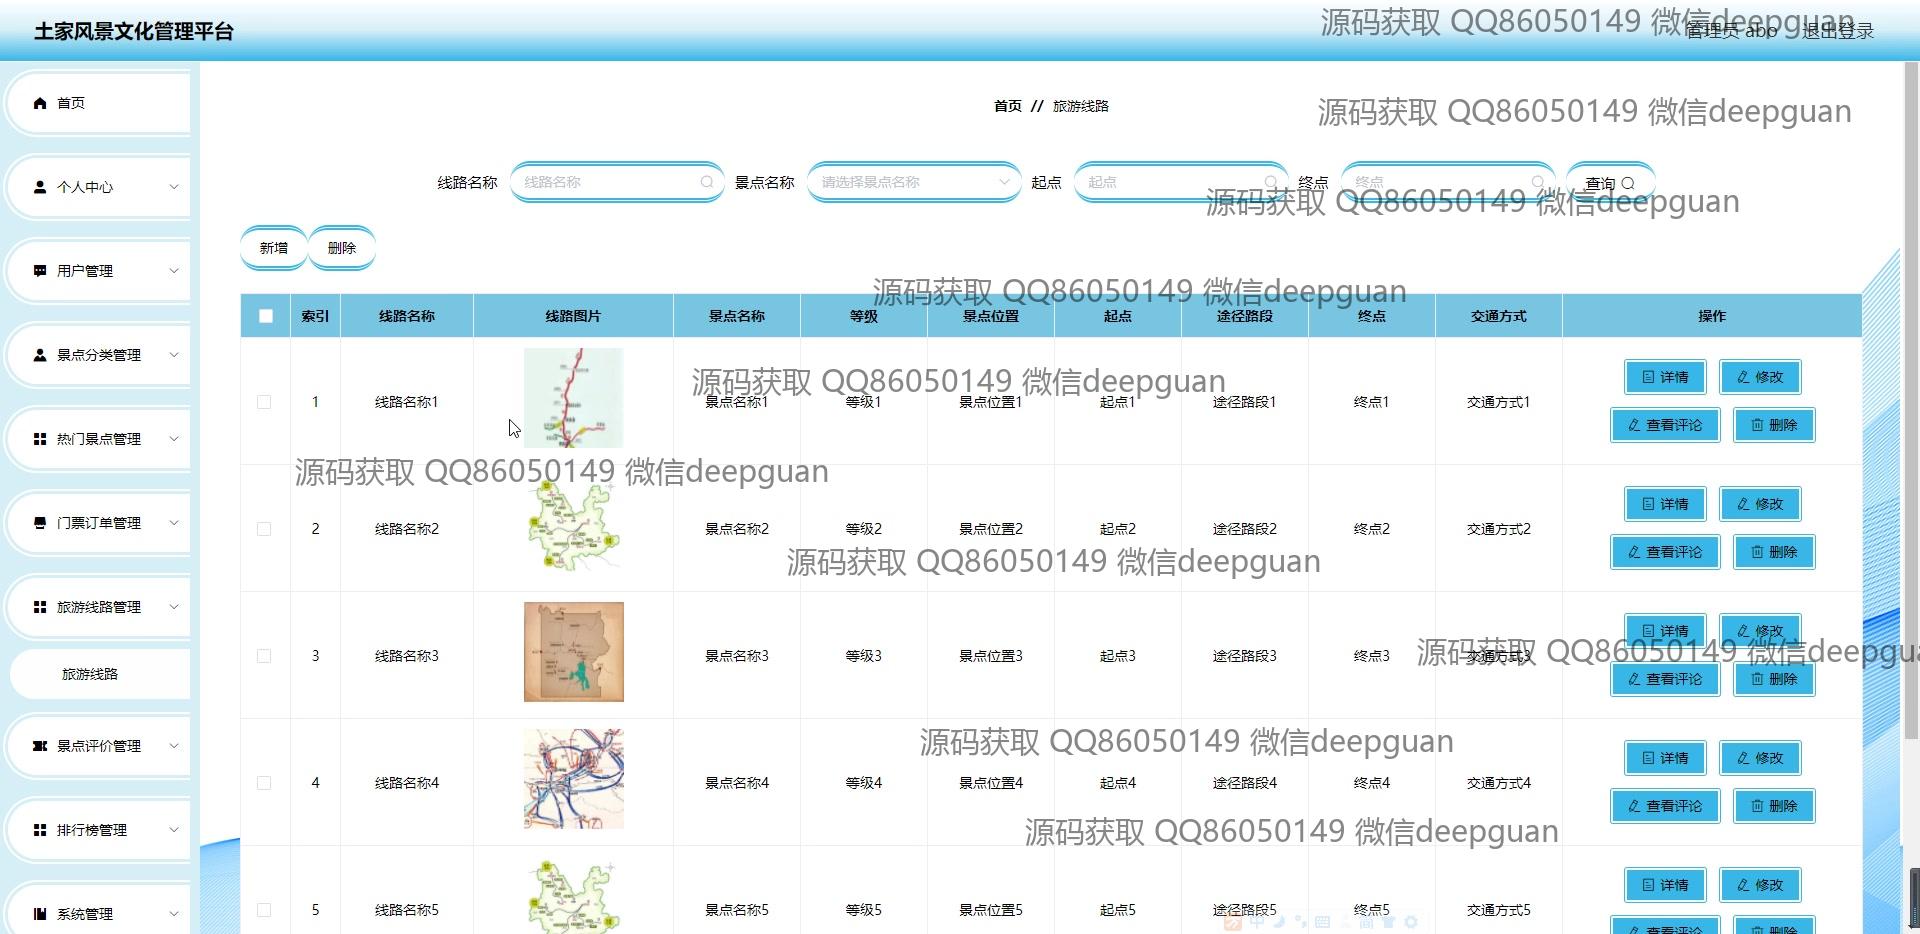 土家风景文化管理平台
管理员 abo 退出登录
源码获取 QQ86050149 微信deepguan
首页
个人中心
用户管理
景点分类管理
热门景点管理
门票订单管理
旅游线路管理
旅游线路
景点评价管理
排行榜管理
系统管理
首页 // 旅游线路
源码获取 QQ86050149 微信deepguan
线路名称 线路名称 景点名称 请选择景点名称 起点 起点 终点 终点 查询
源码获取 QQ86050149 微信deepguan
新增 删除
源码获取 QQ86050149 微信deepguan
索引 线路名称 线路图片 景点名称 等级 景点位置 起点 途径路段 终点 交通方式 操作
源码获取 QQ86050149 微信deepguan
1 线路名称1 景点名称1 等级1 景点位置1 起点1 途径路段1 终点1 交通方式1 详情 修改
查看评论 删除
源码获取 QQ86050149 微信deepguan
2 线路名称2 景点名称2 等级2 景点位置2 起点2 途径路段2 终点2 交通方式2 详情 修改
查看评论 删除
源码获取 QQ86050149 微信deepguan
3 线路名称3 景点名称3 等级3 景点位置3 起点3 途径路段3 终点3 交通方式3 详情 修改
查看评论 删除
源码获取 QQ86050149 微信deepgua
源码获取 QQ86050149 微信deepguan
4 线路名称4 景点名称4 等级4 景点位置4 起点4 途径路段4 终点4 交通方式4 详情 修改
查看评论 删除
源码获取 QQ86050149 微信deepguan
5 线路名称5 景点名称5 等级5 景点位置5 起点5 途径路段5 终点5 交通方式5 详情 修改
查看评论 删除